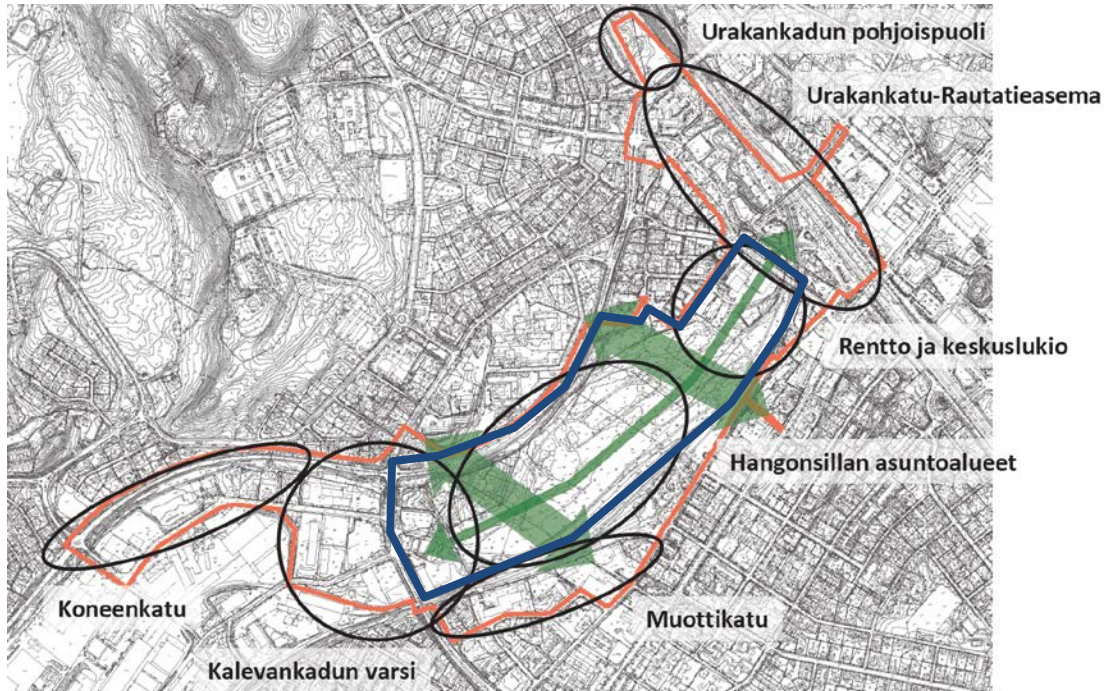 Urakankadun pohjoispuoli
Urakankatu-Rautatieasema
Rentto ja keskuslukio
Hangonsillan asuntoalueet
Muottikatu
Koneenkatu
Kalevankadun varsi